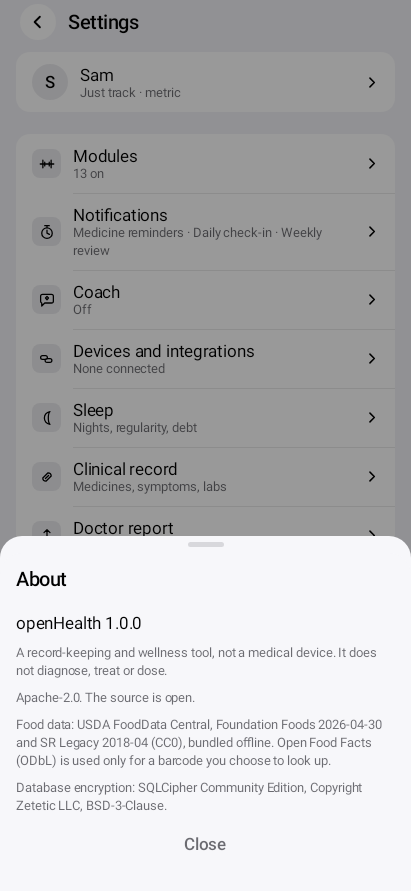 Settings
S
Sam
Just track · metric
Modules
13 on
Notifications
Medicine reminders · Daily check-in · Weekly
review
Coach
Off
Devices and integrations
None connected
Sleep
Nights, regularity, debt
Clinical record
Medicines, symptoms, labs
Doctor report
About
openHealth 1.0.0
A record-keeping and wellness tool, not a medical device. It does
not diagnose, treat or dose.
Apache-2.0. The source is open.
Food data: USDA FoodData Central, Foundation Foods 2026-04-30
and SR Legacy 2018-04 (CC0), bundled offline. Open Food Facts
(ODbL) is used only for a barcode you choose to look up.
Database encryption: SQLCipher Community Edition, Copyright
Zetetic LLC, BSD-3-Clause.
Close